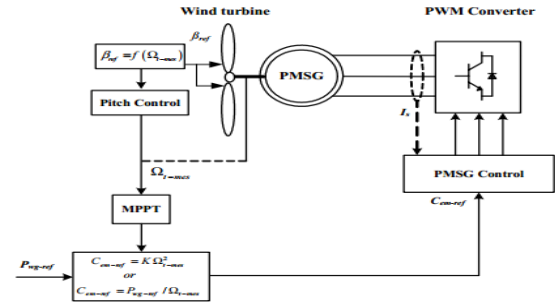 Wind turbine
PWM Converter
β_ref
β_ref = f(Ω_t-mes)
PMSG
Pitch Control
I_s
Ω_t-mes
PMSG Control
C_em-ref
MPPT
P_wg-ref
C_em-ref = KΩ²_t-mes
or
C_em-ref = P_wg-ref / Ω_t-mes